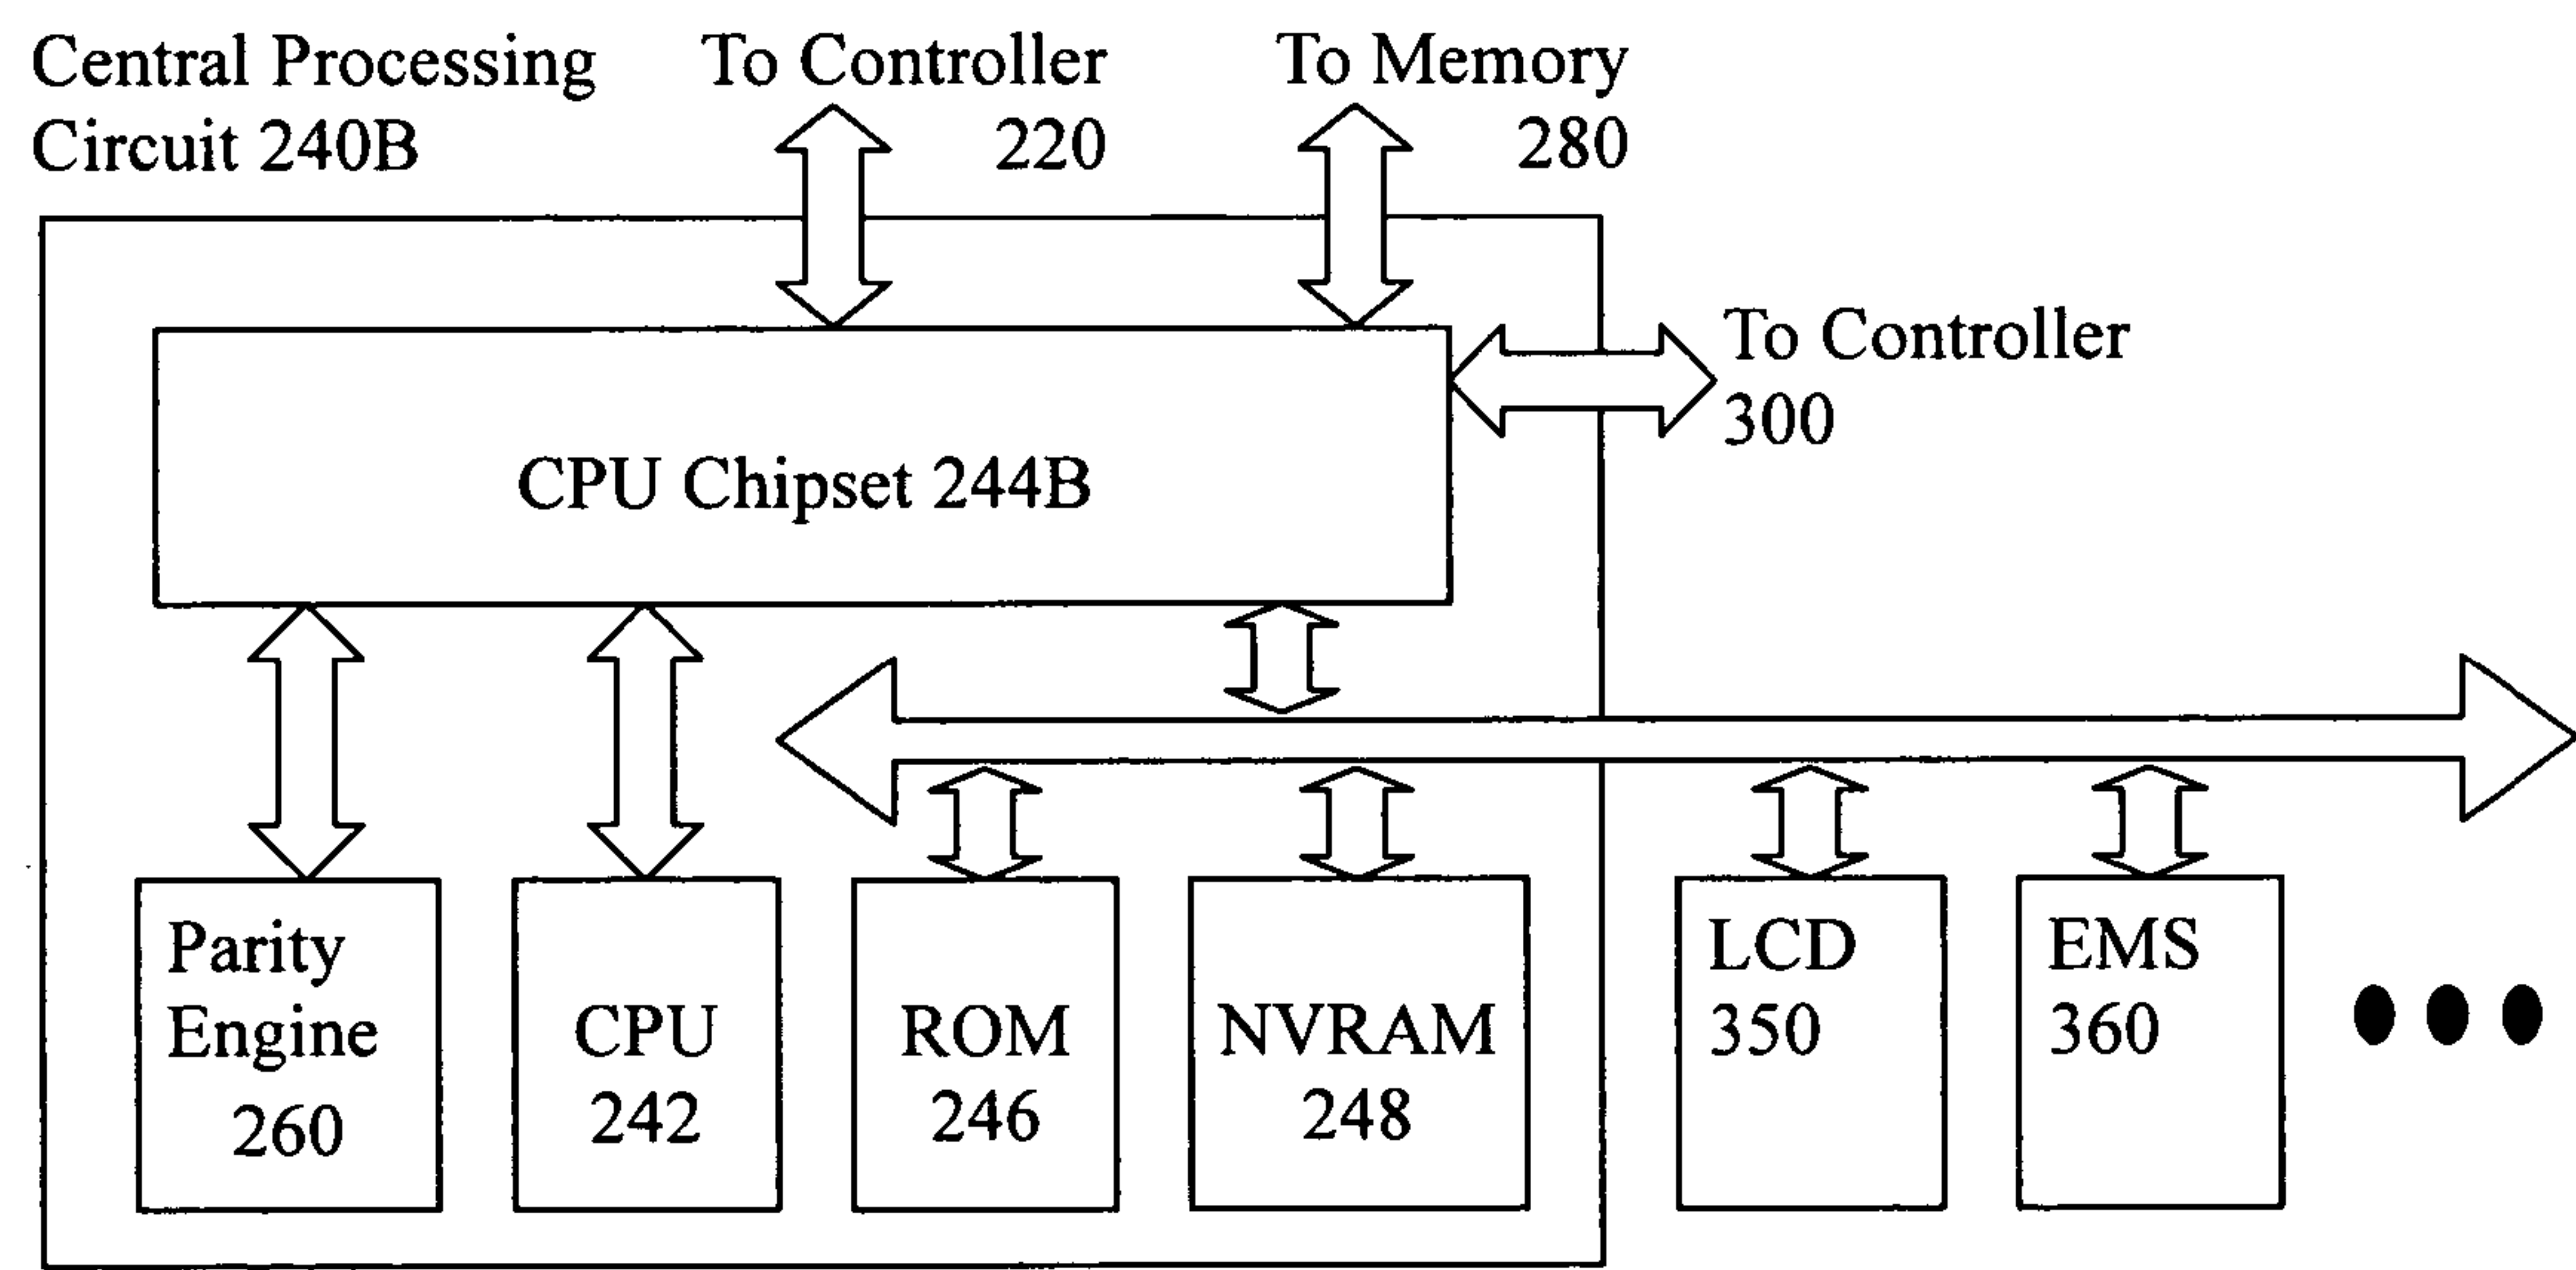 Central Processing
Circuit 240B
To Controller
220
To Memory
280
To Controller
300
CPU Chipset 244B
Parity
Engine
260
CPU
242
ROM
246
NVRAM
248
LCD
350
EMS
360